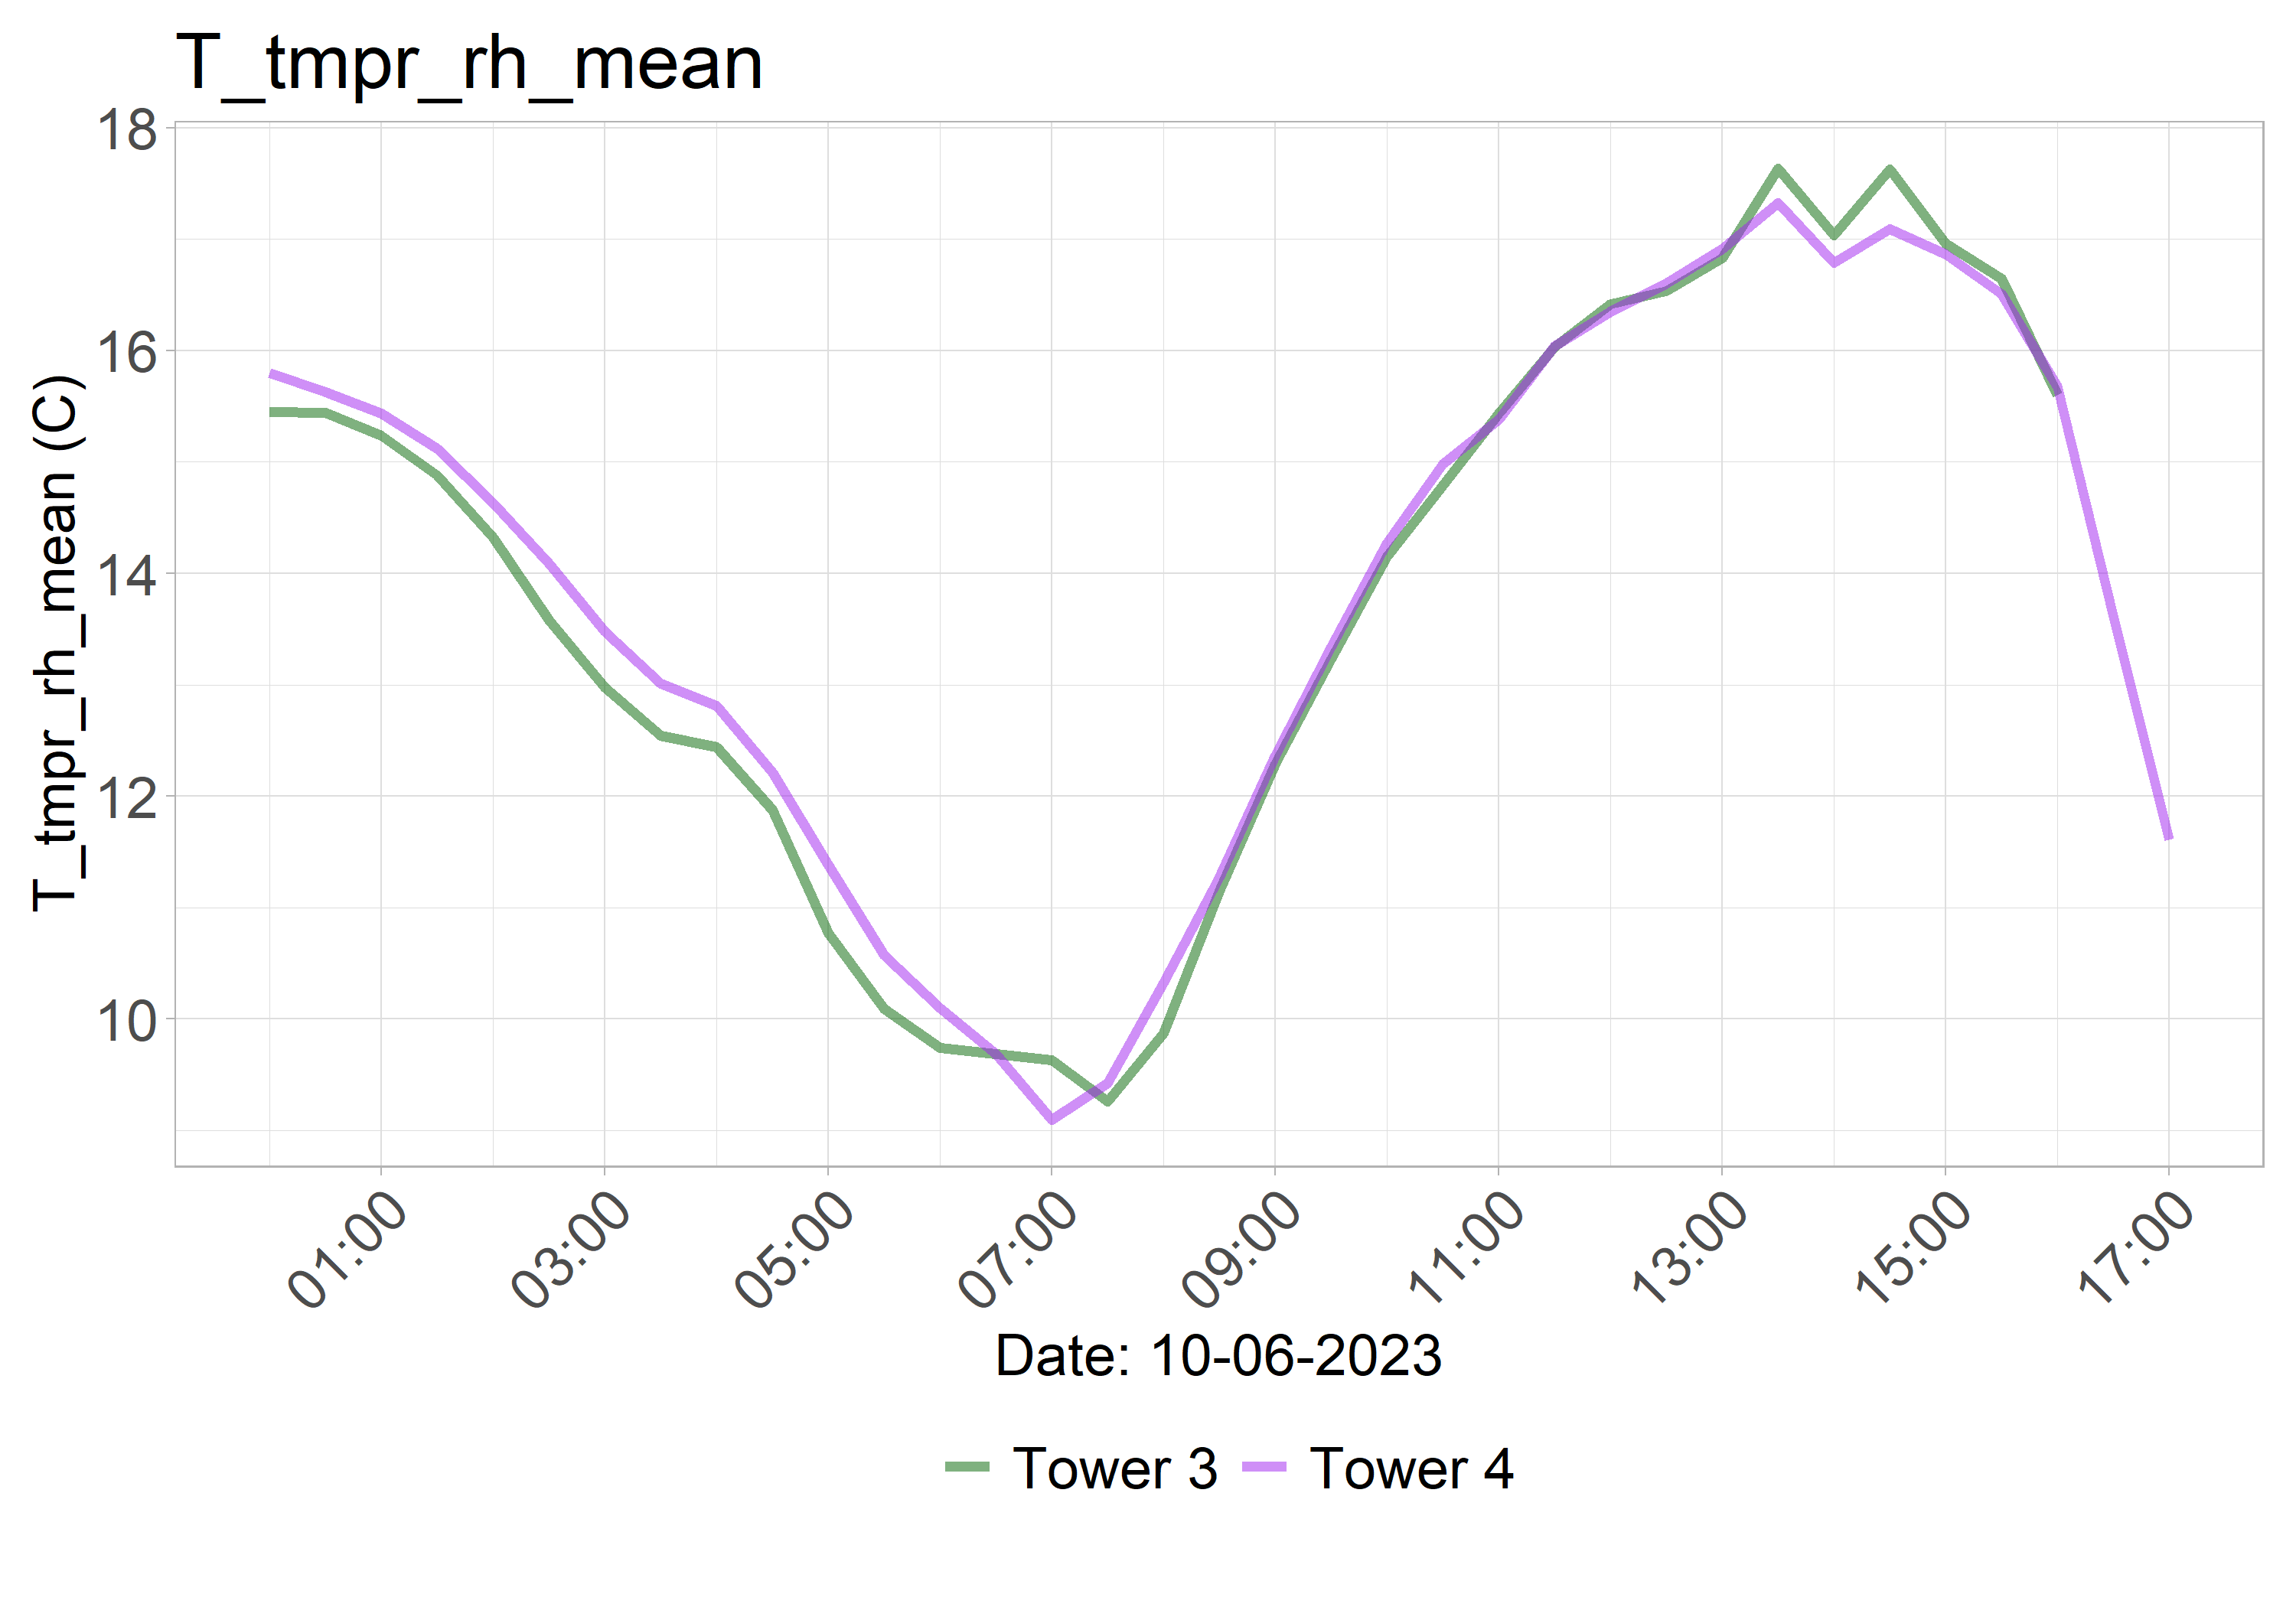 T_tmpr_rh_mean
T_tmpr_rh_mean (C)
18
16
14
12
10
01:00 03:00 05:00 07:00 09:00 11:00 13:00 15:00 17:00
Date: 10-06-2023
Tower 3 Tower 4